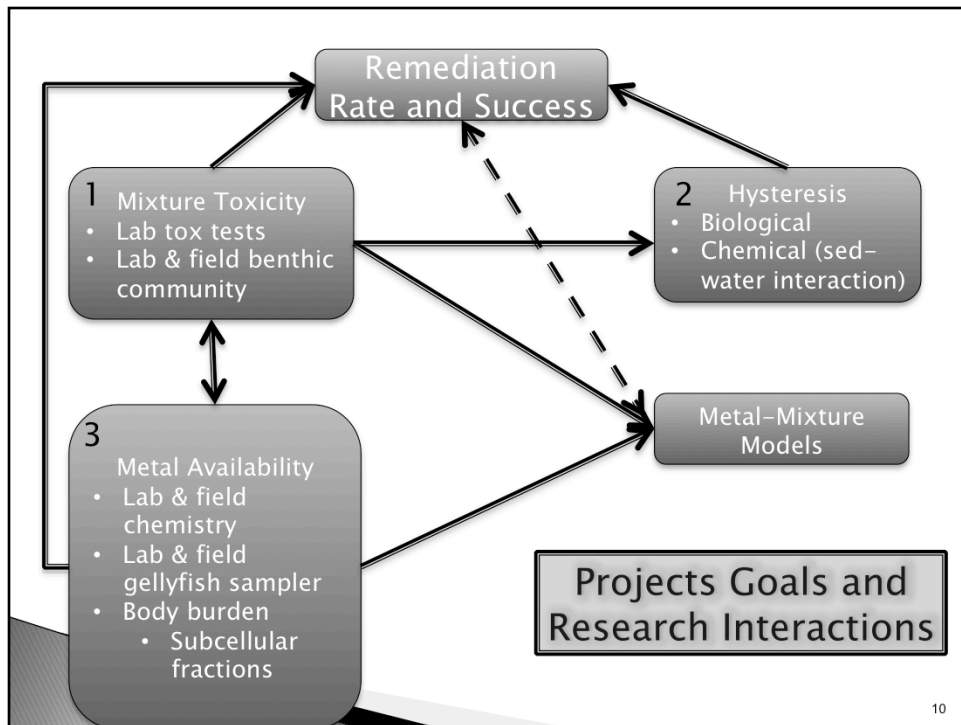 Remediation
Rate and Success
1
Mixture Toxicity
• Lab tox tests
• Lab & field benthic
community
2
Hysteresis
• Biological
• Chemical (sed-
water interaction)
3
Metal Availability
• Lab & field
chemistry
• Lab & field
gellyfish sampler
• Body burden
• Subcellular
fractions
Metal-Mixture
Models
Projects Goals and
Research Interactions
10